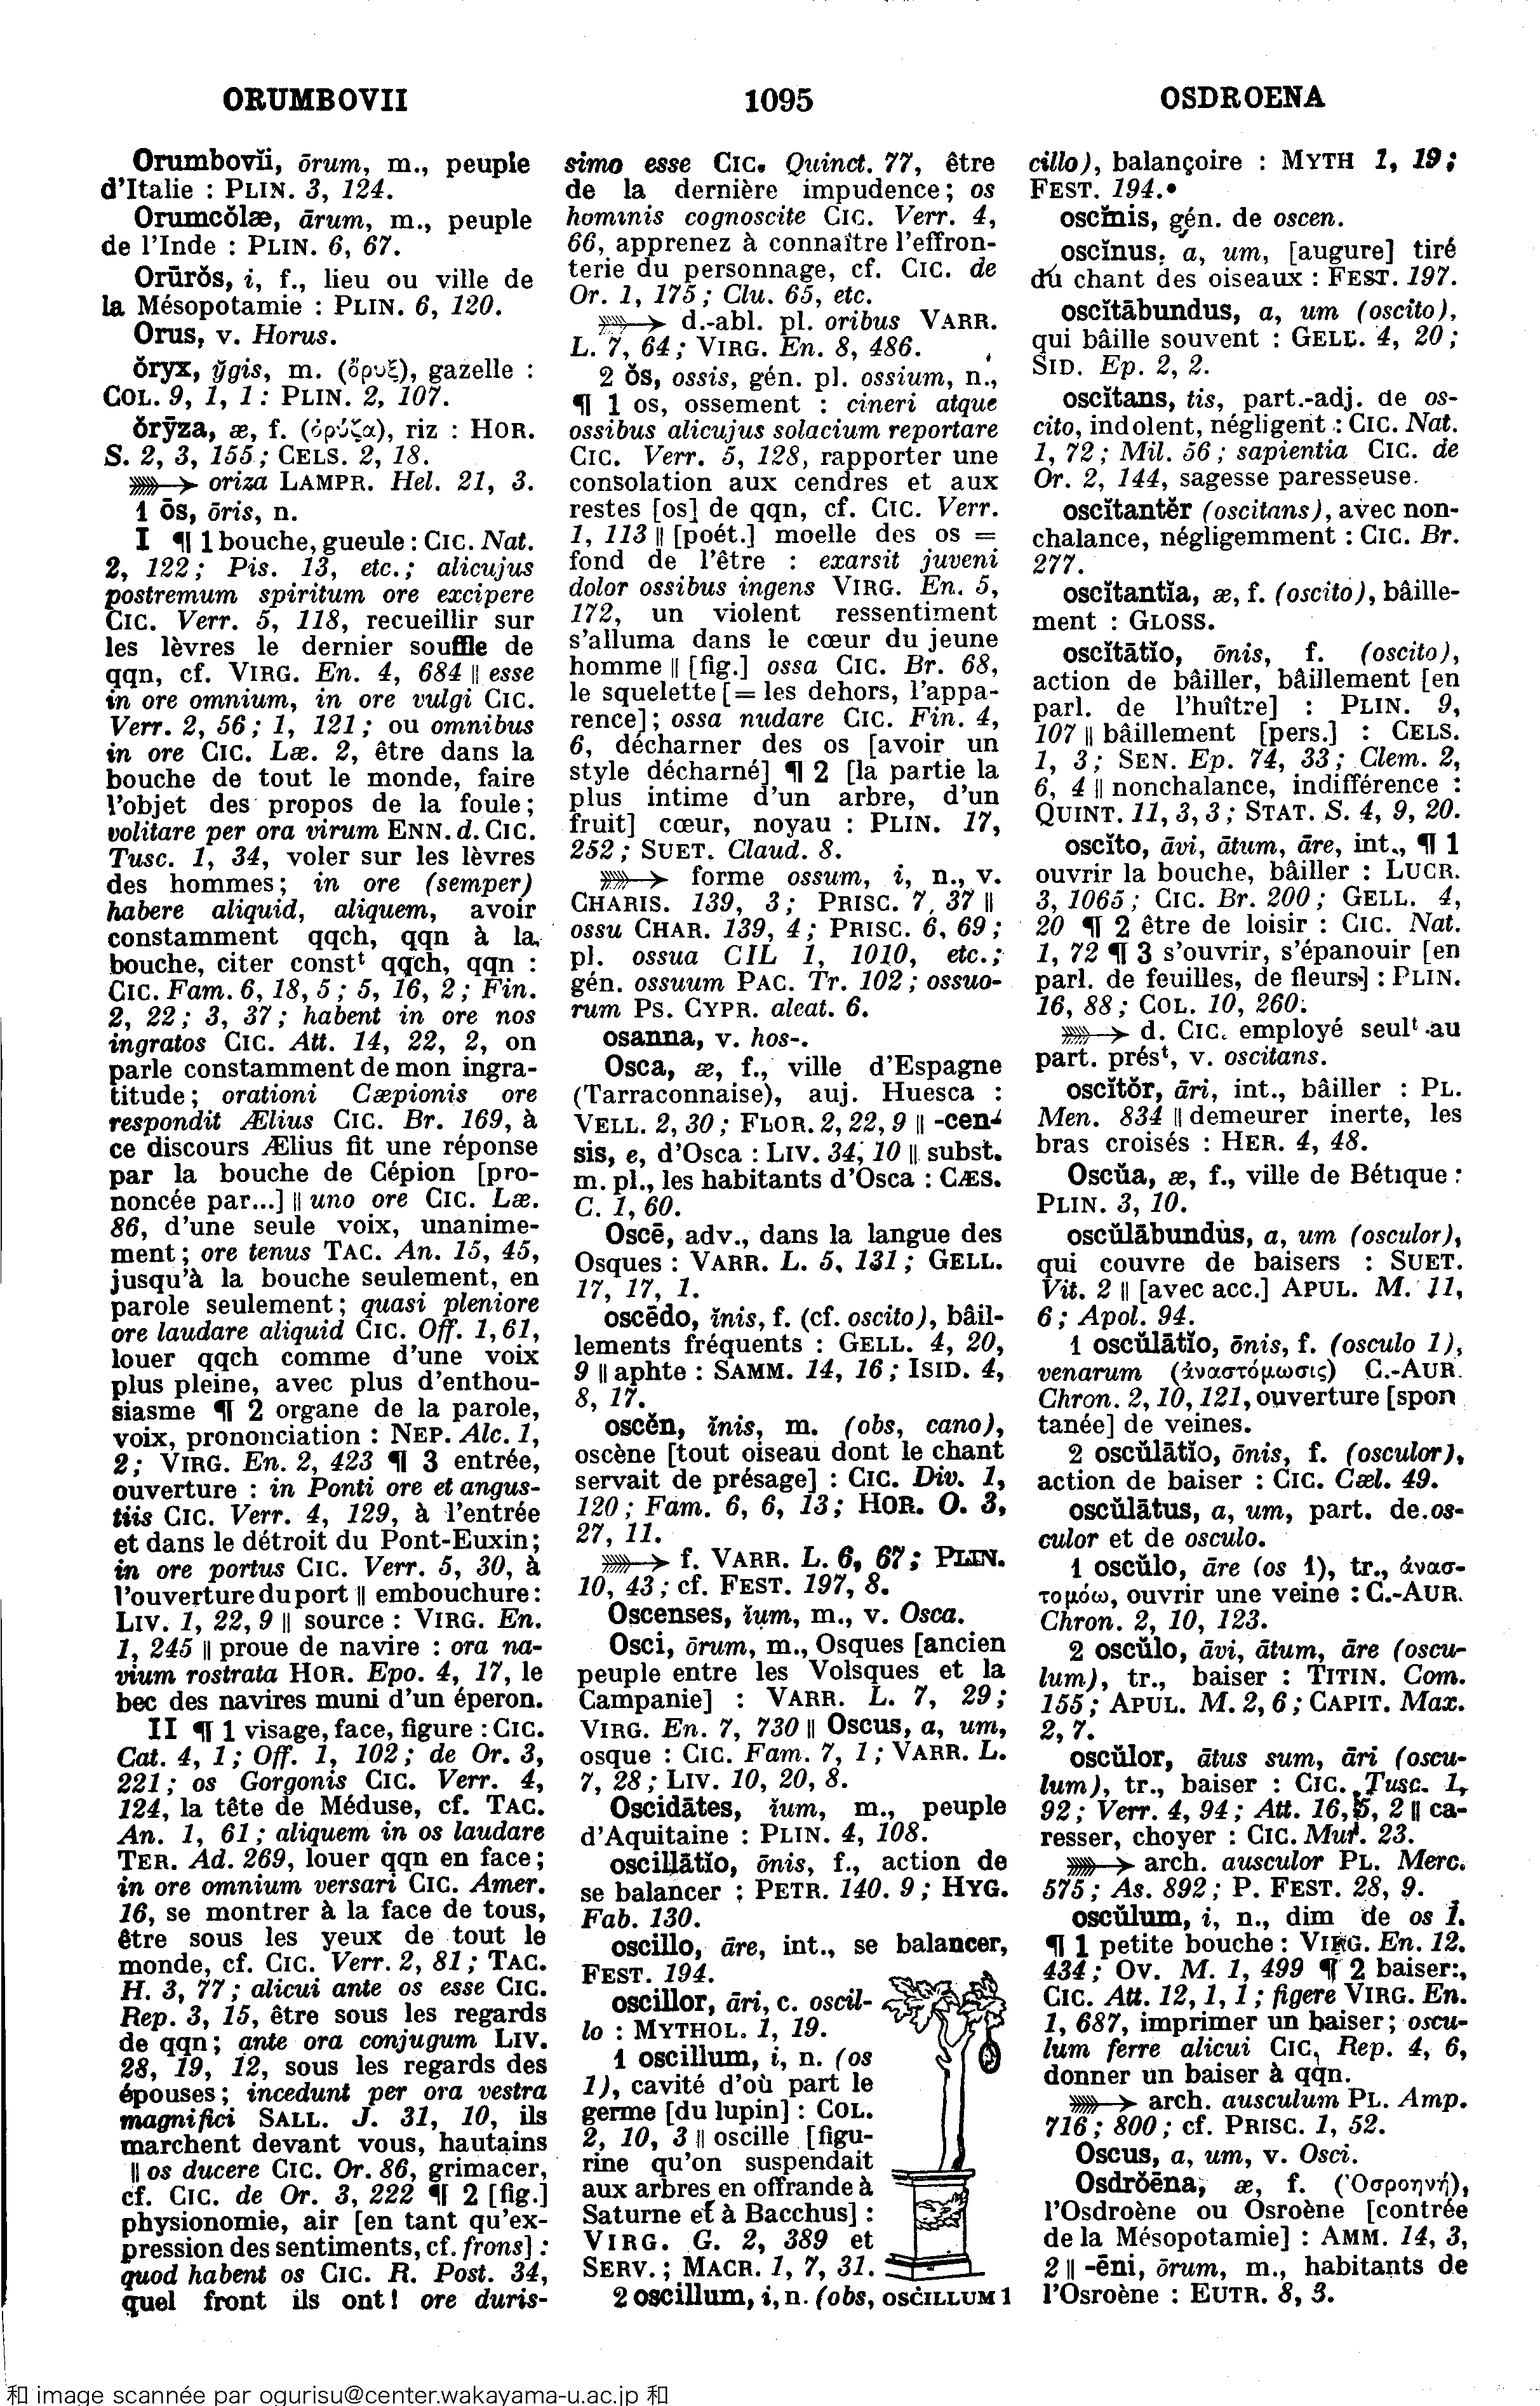 ORUMBOVII
1095
OSDROENA
Orumbovĭi, ōrum, m., peuple
d'Italie : PLIN. 3, 124.
Orumcŏlæ, ārum, m., peuple
de l'Inde : PLIN. 6, 67.
Orūrŏs, i, f., lieu ou ville de
la Mésopotamie : PLIN. 6, 120.
Orus, v. Horus.
ŏryx, y̆gis, m. (ὄρυξ), gazelle :
COL. 9, 1, 1 : PLIN. 2, 107.
ŏrȳza, æ, f. (ὀρύζα), riz : HOR.
S. 2, 3, 155 ; CELS. 2, 18.
oriza LAMPR. Hel. 21, 3.
1 ōs, ōris, n.
I ¶ 1 bouche, gueule : CIC. Nat.
2, 122 ; Pis. 13, etc. ; alicujus
postremum spiritum ore excipere
CIC. Verr. 5, 118, recueillir sur
les lèvres le dernier souffle de
qqn, cf. VIRG. En. 4, 684 || esse
in ore omnium, in ore vulgi CIC.
Verr. 2, 56 ; 1, 121 ; ou omnibus
in ore CIC. Læ. 2, être dans la
bouche de tout le monde, faire
l'objet des propos de la foule ;
volitare per ora virum ENN. d. CIC.
Tusc. 1, 34, voler sur les lèvres
des hommes ; in ore (semper)
habere aliquid, aliquem, avoir
constamment qqch, qqn à la
bouche, citer constᵗ qqch, qqn :
CIC. Fam. 6, 18, 5 ; 5, 16, 2 ; Fin.
2, 22 ; 3, 37 ; habent in ore nos
ingratos CIC. Att. 14, 22, 2, on
parle constamment de mon ingra-
titude ; orationi Cæpionis ore
respondit Ælius CIC. Br. 169, à
ce discours Ælius fit une réponse
par la bouche de Cépion [pro-
noncée par...] || uno ore CIC. Læ.
86, d'une seule voix, unanime-
ment ; ore tenus TAC. An. 15, 45,
jusqu'à la bouche seulement, en
parole seulement ; quasi pleniore
ore laudare aliquid CIC. Off. 1, 61,
louer qqch comme d'une voix
plus pleine, avec plus d'enthou-
siasme ¶ 2 organe de la parole,
voix, prononciation : NEP. Alc. 1,
2 ; VIRG. En. 2, 423 ¶ 3 entrée,
ouverture : in Ponti ore et angus-
tiis CIC. Verr. 4, 129, à l'entrée
et dans le détroit du Pont-Euxin ;
in ore portus CIC. Verr. 5, 30, à
l'ouverture du port || embouchure :
LIV. 1, 22, 9 || source : VIRG. En.
1, 245 || proue de navire : ora na-
vium rostrata HOR. Epo. 4, 17, le
bec des navires muni d'un éperon.
II ¶ 1 visage, face, figure : CIC.
Cat. 4, 1 ; Off. 1, 102 ; de Or. 3,
221 ; os Gorgonis CIC. Verr. 4,
124, la tête de Méduse, cf. TAC.
An. 1, 61 ; aliquem in os laudare
TER. Ad. 269, louer qqn en face ;
in ore omnium versari CIC. Amer.
16, se montrer à la face de tous,
être sous les yeux de tout le
monde, cf. CIC. Verr. 2, 81 ; TAC.
H. 3, 77 ; alicui ante os esse CIC.
Rep. 3, 15, être sous les regards
de qqn ; ante ora conjugum LIV.
28, 19, 12, sous les regards des
épouses ; incedunt per ora vestra
magnifici SALL. J. 31, 10, ils
marchent devant vous, hautains
|| os ducere CIC. Or. 86, grimacer,
cf. CIC. de Or. 3, 222 ¶ 2 [fig.]
physionomie, air [en tant qu'ex-
pression des sentiments, cf. frons] :
quod habent os CIC. R. Post. 34,
quel front ils ont ! ore duris-
simo esse CIC. Quinct. 77, être
de la dernière impudence ; os
hominis cognoscite CIC. Verr. 4,
66, apprenez à connaître l'effron-
terie du personnage, cf. CIC. de
Or. 1, 175 ; Clu. 65, etc.
d.-abl. pl. oribus VARR.
L. 7, 64 ; VIRG. En. 8, 486.
2 ŏs, ossis, gén. pl. ossium, n.,
¶ 1 os, ossement : cineri atque
ossibus alicujus solacium reportare
CIC. Verr. 5, 128, rapporter une
consolation aux cendres et aux
restes [os] de qqn, cf. CIC. Verr.
1, 113 || [poét.] moelle des os =
fond de l'être : exarsit juveni
dolor ossibus ingens VIRG. En. 5,
172, un violent ressentiment
s'alluma dans le cœur du jeune
homme || [fig.] ossa CIC. Br. 68,
le squelette [= les dehors, l'appa-
rence] ; ossa nudare CIC. Fin. 4,
6, décharner des os [avoir un
style décharné] ¶ 2 [la partie la
plus intime d'un arbre, d'un
fruit] cœur, noyau : PLIN. 17,
252 ; SUET. Claud. 8.
forme ossum, i, n., v.
CHARIS. 139, 3 ; PRISC. 7, 37 ||
ossu CHAR. 139, 4 ; PRISC. 6, 69 ;
pl. ossua CIL 1, 1010, etc. ;
gén. ossuum PAC. Tr. 102 ; ossuo-
rum PS. CYPR. aleat. 6.
osanna, v. hos-.
Osca, æ, f., ville d'Espagne
(Tarraconnaise), auj. Huesca :
VELL. 2, 30 ; FLOR. 2, 22, 9 || -cen-
sis, e, d'Osca : LIV. 34, 10 || subst.
m. pl., les habitants d'Osca : CÆS.
C. 1, 60.
Oscē, adv., dans la langue des
Osques : VARR. L. 5, 131 ; GELL.
17, 17, 1.
oscēdo, ĭnis, f. (cf. oscito), bâil-
lements fréquents : GELL. 4, 20,
9 || aphte : SAMM. 14, 16 ; ISID. 4,
8, 17.
oscĕn, ĭnis, m. (obs, cano),
oscène [tout oiseau dont le chant
servait de présage] : CIC. Div. 1,
120 ; Fam. 6, 6, 13 ; HOR. O. 3,
27, 11.
f. VARR. L. 6, 67 ; PLIN.
10, 43 ; cf. FEST. 197, 8.
Oscenses, ĭum, m., v. Osca.
Osci, ōrum, m., Osques [ancien
peuple entre les Volsques et la
Campanie] : VARR. L. 7, 29 ;
VIRG. En. 7, 730 || Oscus, a, um,
osque : CIC. Fam. 7, 1 ; VARR. L.
7, 28 ; LIV. 10, 20, 8.
Oscidātes, ĭum, m., peuple
d'Aquitaine : PLIN. 4, 108.
oscillātĭo, ōnis, f., action de
se balancer : PETR. 140. 9 ; HYG.
Fab. 130.
oscillo, āre, int., se balancer,
FEST. 194.
oscillor, āri, c. oscil-
lo : MYTHOL. 1, 19.
1 oscillum, i, n. (os
1), cavité d'où part le
germe [du lupin] : COL.
2, 10, 3 || oscille [figu-
rine qu'on suspendait
aux arbres en offrande à
Saturne et à Bacchus] :
VIRG. G. 2, 389 et
SERV. ; MACR. 1, 7, 31.
2 oscillum, i, n. (obs,
OSCILLUM 1
cillo), balançoire : MYTH 1, 19 ;
FEST. 194.
oscĭnis, gén. de oscen.
oscĭnus, a, um, [augure] tiré
du chant des oiseaux : FEST. 197.
oscĭtābundus, a, um (oscito),
qui bâille souvent : GELL. 4, 20 ;
SID. Ep. 2, 2.
oscĭtans, tis, part.-adj. de os-
cito, indolent, négligent : CIC. Nat.
1, 72 ; Mil. 56 ; sapientia CIC. de
Or. 2, 144, sagesse paresseuse.
oscĭtantĕr (oscitans), avec non-
chalance, négligemment : CIC. Br.
277.
oscĭtantĭa, æ, f. (oscito), bâille-
ment : GLOSS.
oscĭtātĭo, ōnis, f. (oscito),
action de bâiller, bâillement [en
parl. de l'huître] : PLIN. 9,
107 || bâillement [pers.] : CELS.
1, 3 ; SEN. Ep. 74, 33 ; Clem. 2,
6, 4 || nonchalance, indifférence :
QUINT. 11, 3, 3 ; STAT. S. 4, 9, 20.
oscĭto, āvi, ātum, āre, int., ¶ 1
ouvrir la bouche, bâiller : LUCR.
3, 1065 ; CIC. Br. 200 ; GELL. 4,
20 ¶ 2 être de loisir : CIC. Nat.
1, 72 ¶ 3 s'ouvrir, s'épanouir [en
parl. de feuilles, de fleurs] : PLIN.
16, 88 ; COL. 10, 260.
d. CIC. employé seulᵗ au
part. présᵗ, v. oscitans.
oscĭtŏr, āri, int., bâiller : PL.
Men. 834 || demeurer inerte, les
bras croisés : HER. 4, 48.
Oscŭa, æ, f., ville de Bétique :
PLIN. 3, 10.
oscŭlābundus, a, um (osculor),
qui couvre de baisers : SUET.
Vit. 2 || [avec acc.] APUL. M. 11,
6 ; Apol. 94.
1 oscŭlātĭo, ōnis, f. (osculo 1),
venarum (ἀναστόμωσις) C.-AUR.
Chron. 2, 10, 121, ouverture [spon
tanée] de veines.
2 oscŭlātĭo, ōnis, f. (osculor),
action de baiser : CIC. Cæl. 49.
oscŭlātus, a, um, part. de os-
culor et de osculo.
1 oscŭlo, āre (os 1), tr., ἀνασ-
τομόω, ouvrir une veine : C.-AUR.
Chron. 2, 10, 123.
2 oscŭlo, āvi, ātum, āre (oscu-
lum), tr., baiser : TITIN. Com.
155 ; APUL. M. 2, 6 ; CAPIT. Max.
2, 7.
oscŭlor, ātus sum, āri (oscu-
lum), tr., baiser : CIC. Tusc. 1,
92 ; Verr. 4, 94 ; Att. 16, 5, 2 || ca-
resser, choyer : CIC. Mur. 23.
arch. ausculor PL. Merc.
575 ; As. 892 ; P. FEST. 28, 9.
oscŭlum, i, n., dim de os 1.
¶ 1 petite bouche : VIRG. En. 12.
434 ; OV. M. 1, 499 ¶ 2 baiser :,
CIC. Att. 12, 1, 1 ; figere VIRG. En.
1, 687, imprimer un baiser ; oscu-
lum ferre alicui CIC, Rep. 4, 6,
donner un baiser à qqn.
arch. ausculum PL. Amp.
716 ; 800 ; cf. PRISC. 1, 52.
Oscus, a, um, v. Osci.
Osdrŏēna, æ, f. (Ὀσροηνή),
l'Osdroène ou Osroène [contrée
de la Mésopotamie] : AMM. 14, 3,
2 || -ēni, ōrum, m., habitants de
l'Osroène : EUTR. 8, 3.
和 image scannée par ogurisu@center.wakayama-u.ac.jp 和